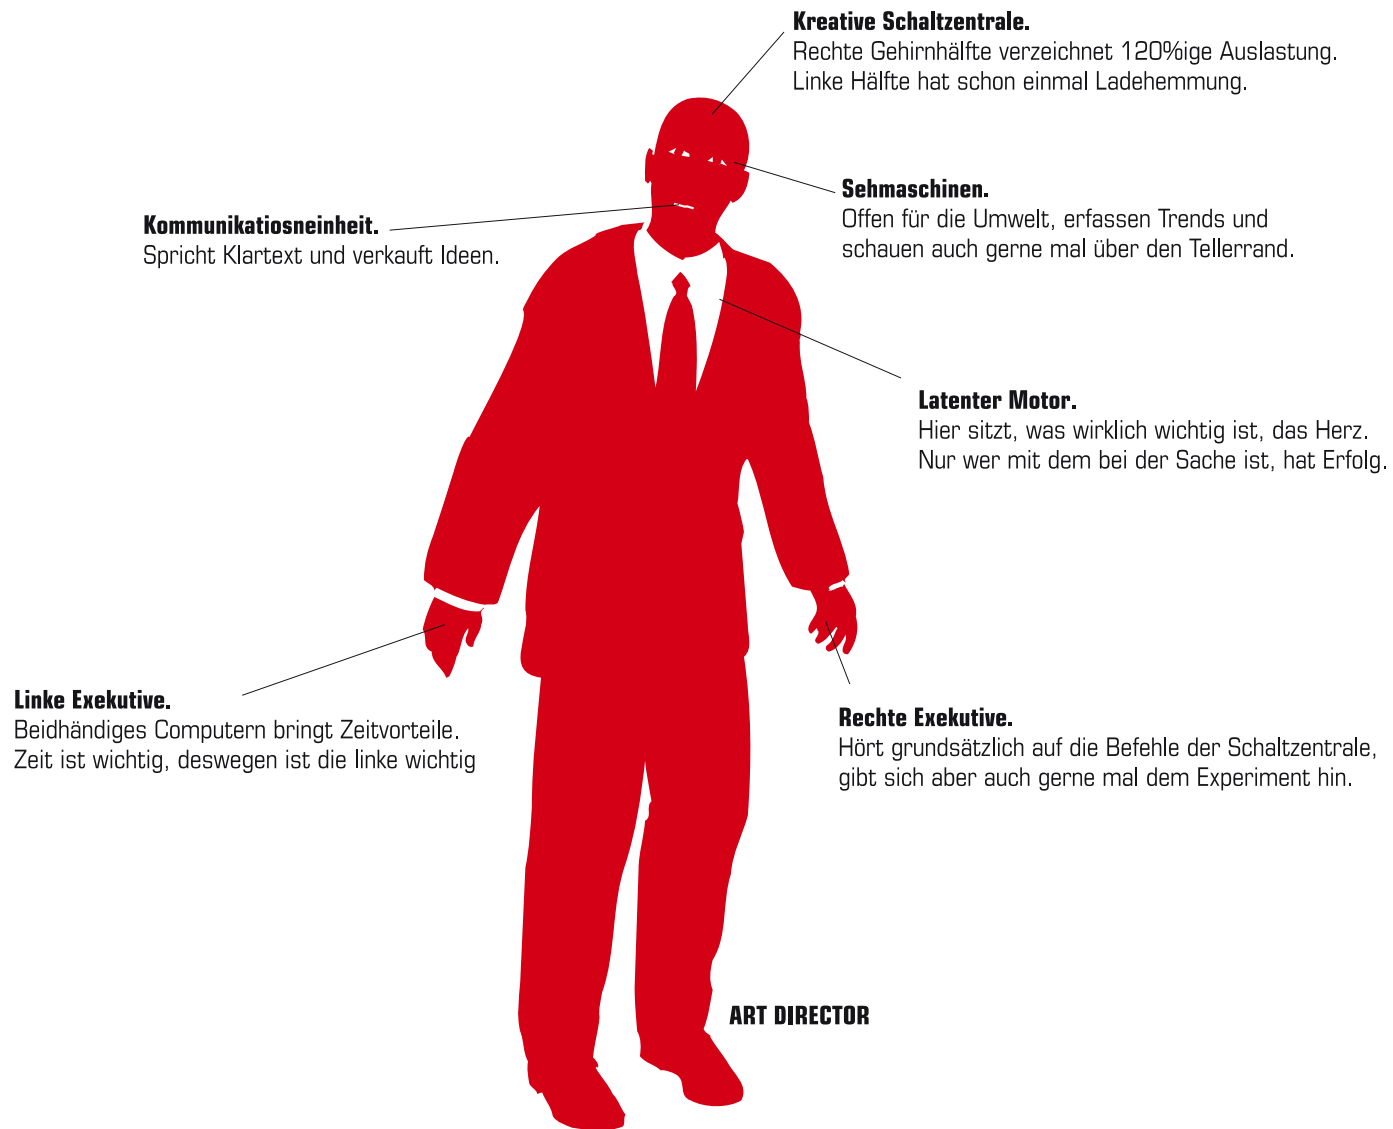 Kreative Schaltzentrale.
Rechte Gehirnhälfte verzeichnet 120%ige Auslastung.
Linke Hälfte hat schon einmal Ladehemmung.
Sehmaschinen.
Offen für die Umwelt, erfassen Trends und
schauen auch gerne mal über den Tellerrand.
Kommunikatiosneinheit.
Spricht Klartext und verkauft Ideen.
Latenter Motor.
Hier sitzt, was wirklich wichtig ist, das Herz.
Nur wer mit dem bei der Sache ist, hat Erfolg.
Linke Exekutive.
Beidhändiges Computern bringt Zeitvorteile.
Zeit ist wichtig, deswegen ist die linke wichtig
Rechte Exekutive.
Hört grundsätzlich auf die Befehle der Schaltzentrale,
gibt sich aber auch gerne mal dem Experiment hin.
ART DIRECTOR